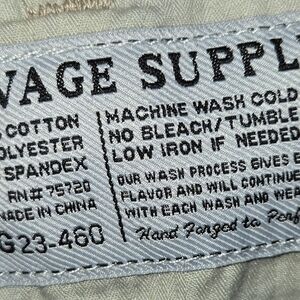 VAGE SUPPL
COTTON
OLYESTER
SPANDEX
RN# 75720
MADE IN CHINA
G23-460
MACHINE WASH COLD
NO BLEACH/TUMBLE
LOW IRON IF NEEDED
OUR WASH PROCESS GIVES
FLAVOR AND WILL CONTINUE
WITH EACH WASH AND WE
Hand Forged to Perf